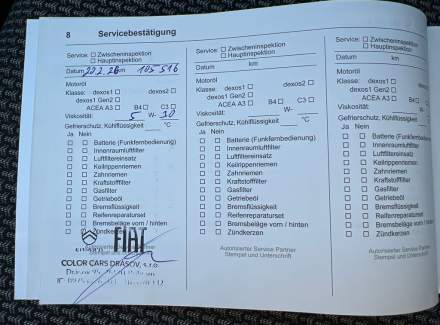 8 Servicebestätigung
Service: ☐ Zwischeninspektion
☐ Hauptinspektion
Datum 20.2.26 km 105 516
Motoröl
Klasse: dexos1 ☐ dexos2 ☐
dexos1 Gen2 ☐
ACEA A3 ☐ B4 ☐ C3 ☐
Viskosität: 5 W- 30
Gefrierschutz, Kühlflüssigkeit °C
Ja Nein
☐ ☐ Batterie (Funkfernbedienung)
☐ ☐ Innenraumluftfilter
☐ ☐ Luftfiltereinsatz
☐ ☐ Keilrippenriemen
☐ ☐ Zahnriemen
☐ ☐ Kraftstofffilter
☐ ☐ Gasfilter
☐ ☐ Getriebeöl
☐ ☐ Bremsflüssigkeit
☐ ☐ Reifenreparaturset
☐ ☐ Bremsbeläge vorn / hinten
☐ ☐ Zündkerzen
FIAT
COLOR CARS DRÁSOV, s.r.o.
Service: ☐ Zwischeninspektion
☐ Hauptinspektion
Datum km
Motoröl
Klasse: dexos1 ☐ dexos2 ☐
dexos1 Gen2 ☐
ACEA A3 ☐ B4 ☐ C3 ☐
Viskosität: W-
Gefrierschutz, Kühlflüssigkeit °C
Ja Nein
☐ ☐ Batterie (Funkfernbedienung)
☐ ☐ Innenraumluftfilter
☐ ☐ Luftfiltereinsatz
☐ ☐ Keilrippenriemen
☐ ☐ Zahnriemen
☐ ☐ Kraftstofffilter
☐ ☐ Gasfilter
☐ ☐ Getriebeöl
☐ ☐ Bremsflüssigkeit
☐ ☐ Reifenreparaturset
☐ ☐ Bremsbeläge vorn / hinten
☐ ☐ Zündkerzen
Autorisierter Service Partner
Stempel und Unterschrift
Service: ☐ Zwischeninspektion
☐ Hauptinspektion
Datum km
Motoröl
Klasse: dexos1 ☐
dexos1 Gen2 ☐
ACEA A3 ☐ B4 ☐
Viskosität: W-
Gefrierschutz, Kühlflüssigkeit
Ja Nein
☐ ☐ Batterie
☐ ☐ Innenraumluftfilter
☐ ☐ Luftfiltereinsatz
☐ ☐ Keilrippenriemen
☐ ☐ Zahnriemen
☐ ☐ Kraftstofffilter
☐ ☐ Gasfilter
☐ ☐ Getriebeöl
☐ ☐ Bremsflüssigkeit
☐ ☐ Reifenreparaturset
☐ ☐ Bremsbeläge vorn
☐ ☐ Zündkerzen
Autorisierter Service
Stempel und Unterschrift